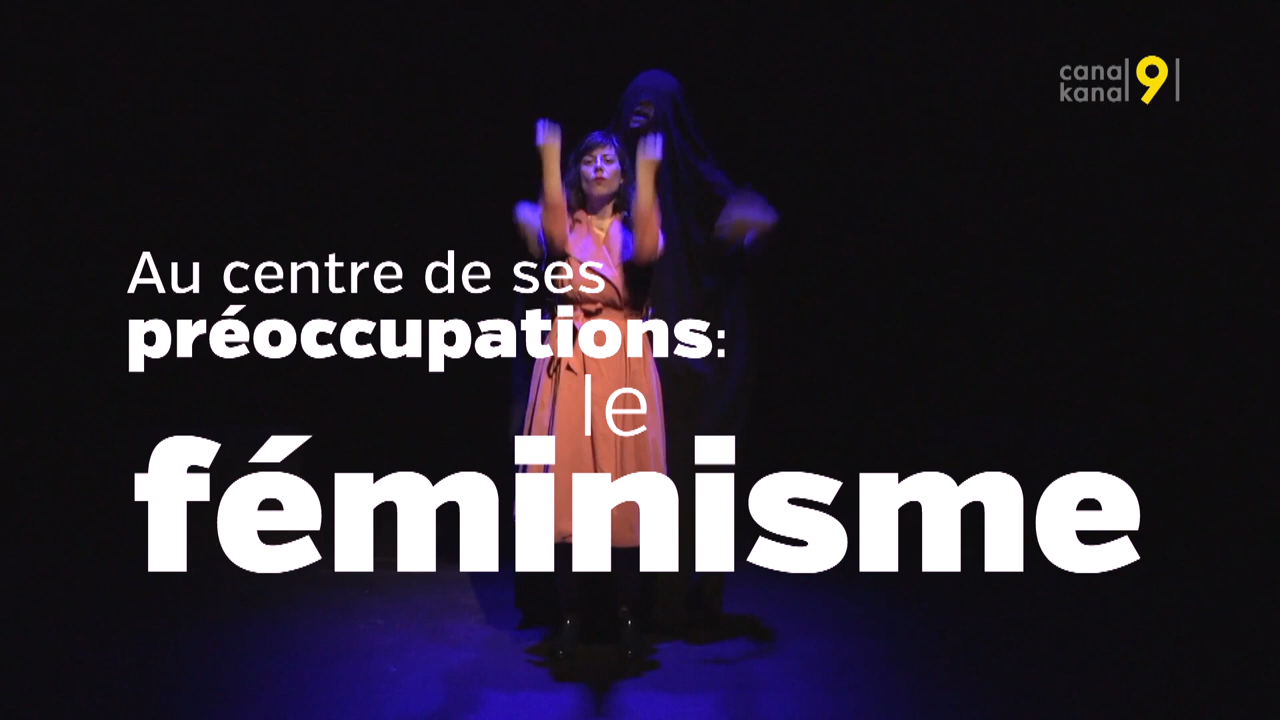 canal 9
kanal
Au centre de ses
préoccupations:
le
féminisme